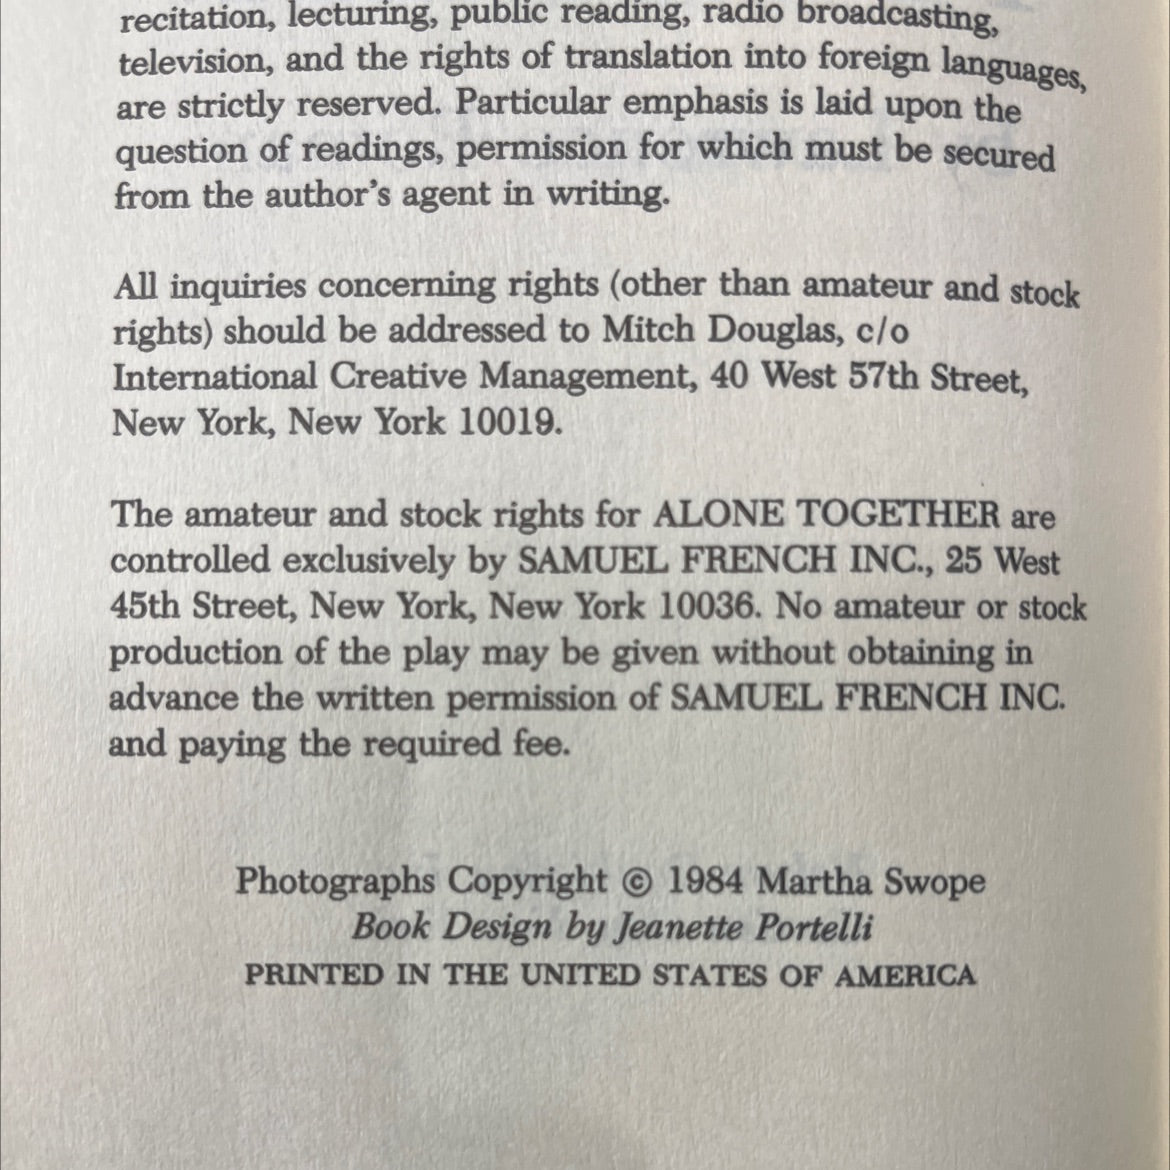 recitation, lecturing, public reading, radio broadcasting,
television, and the rights of translation into foreign languages,
are strictly reserved. Particular emphasis is laid upon the
question of readings, permission for which must be secured
from the author's agent in writing.
All inquiries concerning rights (other than amateur and stock
rights) should be addressed to Mitch Douglas, c/o
International Creative Management, 40 West 57th Street,
New York, New York 10019.
The amateur and stock rights for ALONE TOGETHER are
controlled exclusively by SAMUEL FRENCH INC., 25 West
45th Street, New York, New York 10036. No amateur or stock
production of the play may be given without obtaining in
advance the written permission of SAMUEL FRENCH INC.
and paying the required fee.
Photographs Copyright © 1984 Martha Swope
Book Design by Jeanette Portelli
PRINTED IN THE UNITED STATES OF AMERICA